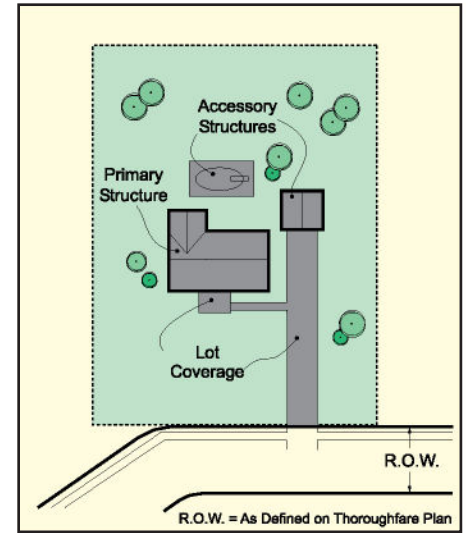 Accessory
Structures
Primary
Structure
Lot
Coverage
R.O.W.
R.O.W. = As Defined on Thoroughfare Plan